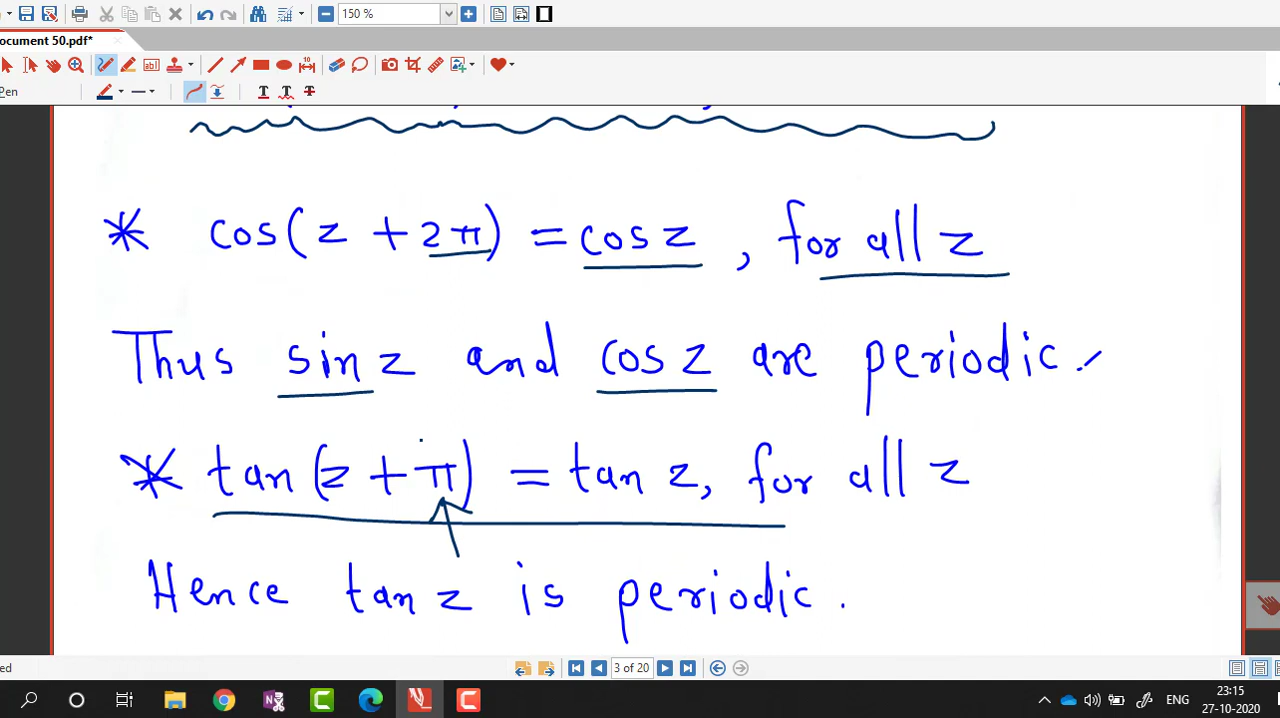 150 %
ocument 50.pdf*
Pen
* cos(z + 2π) = cos z , for all z
Thus sin z and cos z are periodic.
* tan(z + π) = tan z, for all z
Hence tan z is periodic.
ed
3 of 20
ENG
23:15
27-10-2020